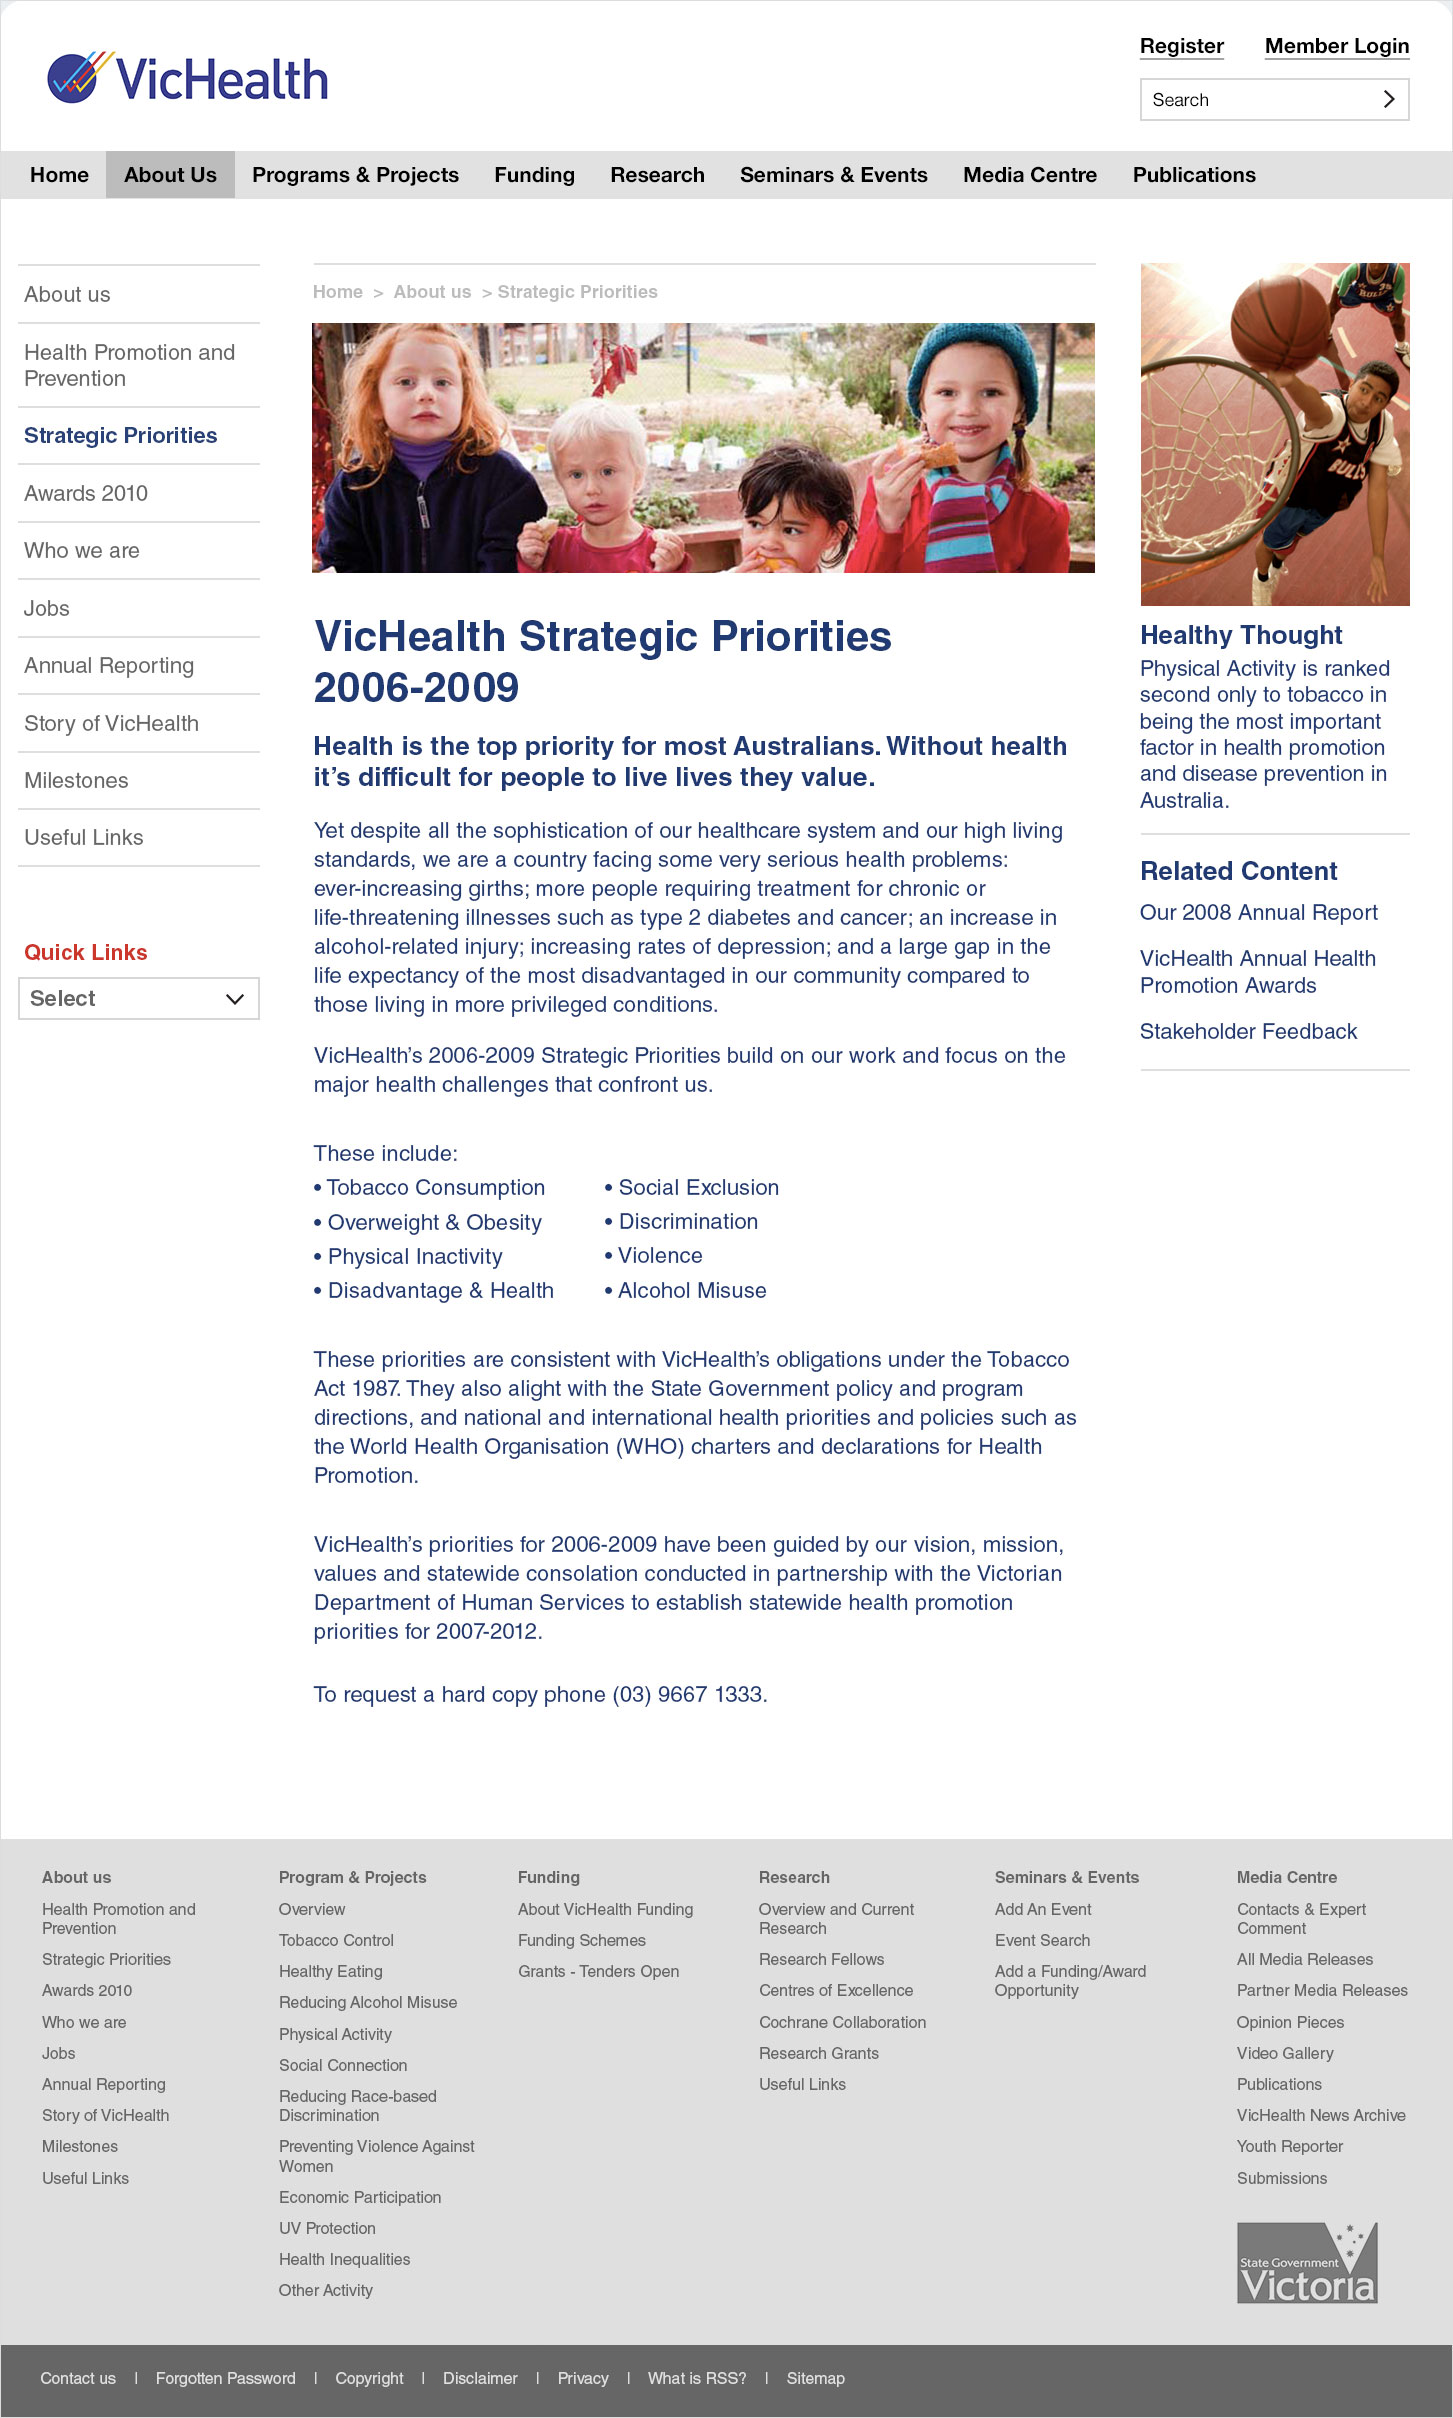 VicHealth
Register
Member Login
Search
Home
About Us
Programs & Projects
Funding
Research
Seminars & Events
Media Centre
Publications
About us
Health Promotion and
Prevention
Strategic Priorities
Awards 2010
Who we are
Jobs
Annual Reporting
Story of VicHealth
Milestones
Useful Links
Quick Links
Select
Home > About us > Strategic Priorities
VicHealth Strategic Priorities
2006-2009
Health is the top priority for most Australians. Without health
it’s difficult for people to live lives they value.
Yet despite all the sophistication of our healthcare system and our high living
standards, we are a country facing some very serious health problems:
ever-increasing girths; more people requiring treatment for chronic or
life-threatening illnesses such as type 2 diabetes and cancer; an increase in
alcohol-related injury; increasing rates of depression; and a large gap in the
life expectancy of the most disadvantaged in our community compared to
those living in more privileged conditions.
VicHealth’s 2006-2009 Strategic Priorities build on our work and focus on the
major health challenges that confront us.
These include:
• Tobacco Consumption
• Overweight & Obesity
• Physical Inactivity
• Disadvantage & Health
• Social Exclusion
• Discrimination
• Violence
• Alcohol Misuse
These priorities are consistent with VicHealth’s obligations under the Tobacco
Act 1987. They also alight with the State Government policy and program
directions, and national and international health priorities and policies such as
the World Health Organisation (WHO) charters and declarations for Health
Promotion.
VicHealth’s priorities for 2006-2009 have been guided by our vision, mission,
values and statewide consolation conducted in partnership with the Victorian
Department of Human Services to establish statewide health promotion
priorities for 2007-2012.
To request a hard copy phone (03) 9667 1333.
35
BULLS
BULLS
Healthy Thought
Physical Activity is ranked
second only to tobacco in
being the most important
factor in health promotion
and disease prevention in
Australia.
Related Content
Our 2008 Annual Report
VicHealth Annual Health
Promotion Awards
Stakeholder Feedback
About us
Health Promotion and
Prevention
Strategic Priorities
Awards 2010
Who we are
Jobs
Annual Reporting
Story of VicHealth
Milestones
Useful Links
Program & Projects
Overview
Tobacco Control
Healthy Eating
Reducing Alcohol Misuse
Physical Activity
Social Connection
Reducing Race-based
Discrimination
Preventing Violence Against
Women
Economic Participation
UV Protection
Health Inequalities
Other Activity
Funding
About VicHealth Funding
Funding Schemes
Grants - Tenders Open
Research
Overview and Current
Research
Research Fellows
Centres of Excellence
Cochrane Collaboration
Research Grants
Useful Links
Seminars & Events
Add An Event
Event Search
Add a Funding/Award
Opportunity
Media Centre
Contacts & Expert
Comment
All Media Releases
Partner Media Releases
Opinion Pieces
Video Gallery
Publications
VicHealth News Archive
Youth Reporter
Submissions
State Government
Victoria
Contact us | Forgotten Password | Copyright | Disclaimer | Privacy | What is RSS? | Sitemap